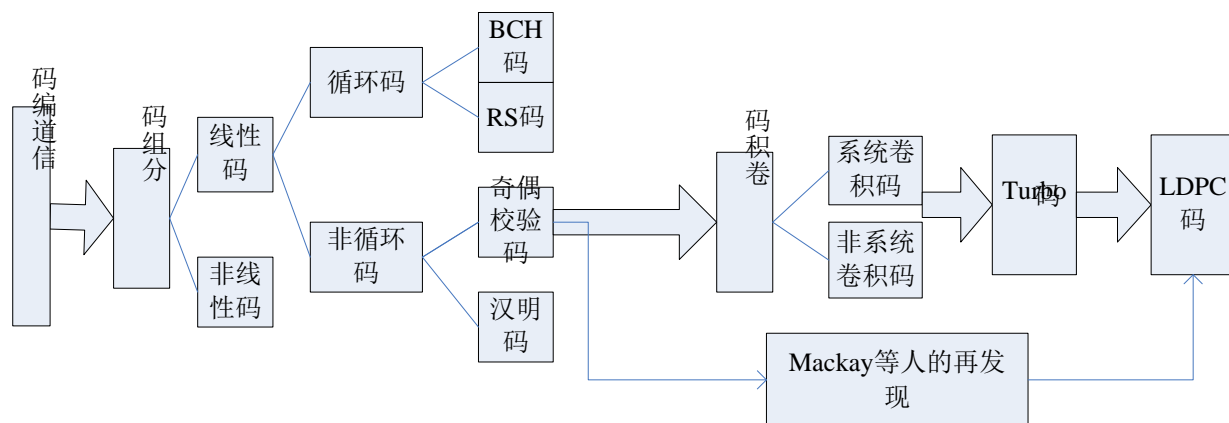 码编道信
码组分
线性
码
非线
性码
循环码
非循环
码
BCH
码
RS码
奇偶
校验
码
汉明
码
码积卷
系统卷
积码
非系统
卷积码
Turbo
码
LDPC
码
Mackay等人的再发
现